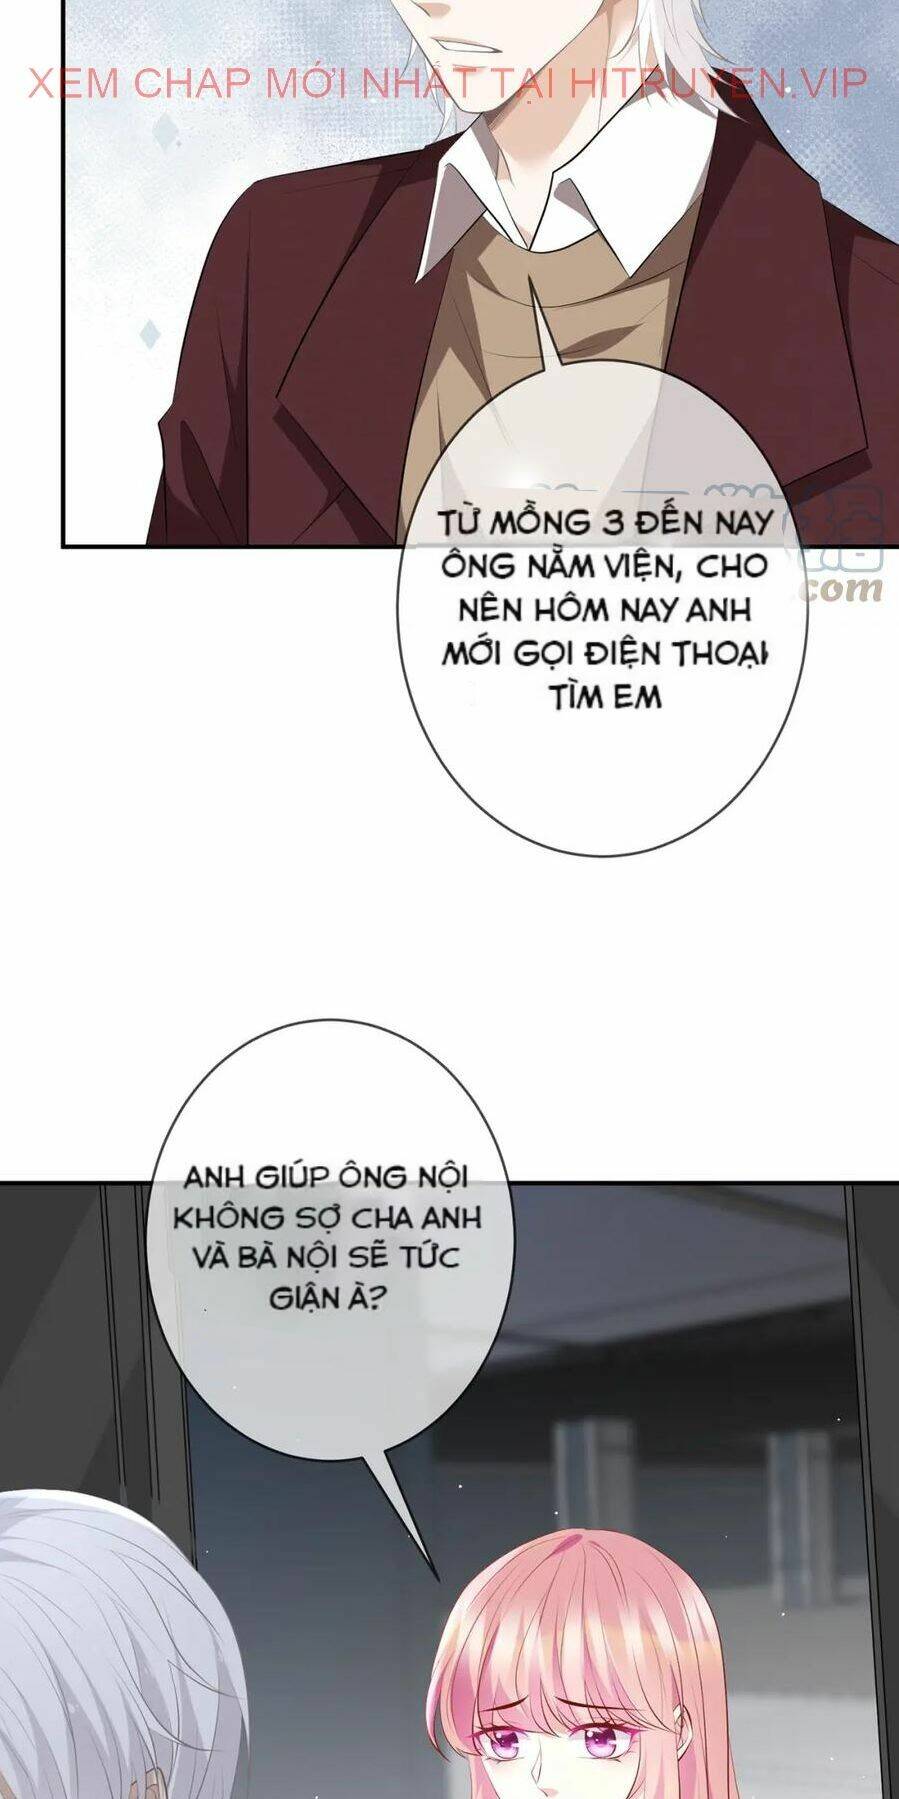 XEM CHAP MỚI NHẤT TẠI HITRUYEN.VIP
TỪ MỒNG 3 ĐẾN NAY
ÔNG NẰM VIỆN, CHO
NÊN HÔM NAY ANH
MỚI GỌI ĐIỆN THOẠI
TÌM EM
com
ANH GIÚP ÔNG NỘI
KHÔNG SỢ CHA ANH
VÀ BÀ NỘI SẼ TỨC
GIẬN À?